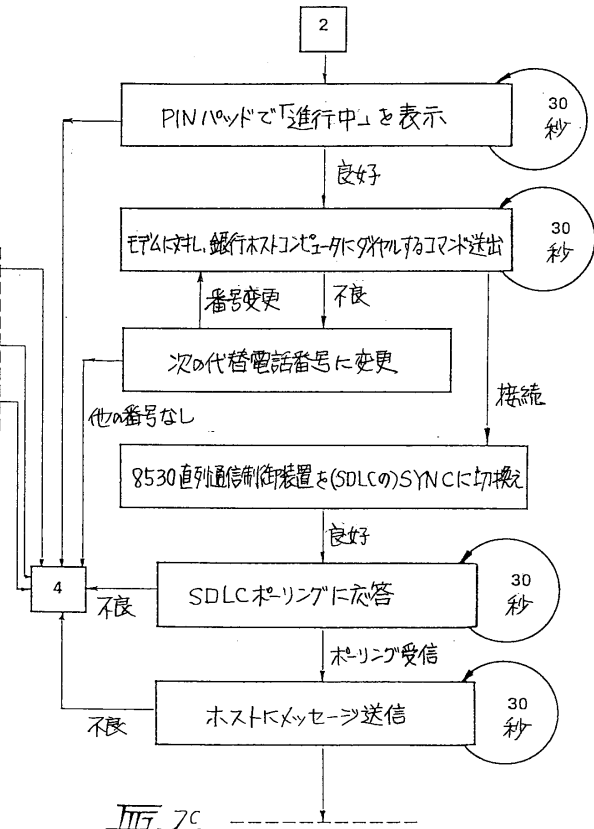 2
PINパッドで「進行中」を表示
30
秒
良好
モデムに対し、銀行ホストコンピュータにダイヤルするコマンド送出
30
秒
番号変更
不良
次の代替電話番号に変更
接続
他の番号なし
8530直列通信制御装置を(SDLCの)SYNCに切換え
良好
4
不良
SDLCポーリングに応答
30
秒
ポーリング受信
不良
ホストにメッセージ送信
30
秒
7C